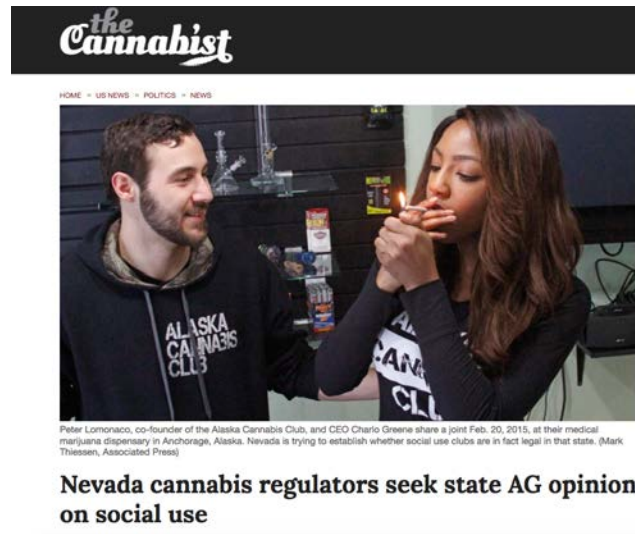 the
Cannabist
HOME = US NEWS = POLITICS = NEWS
ALASKA
CANNABIS
CLUB
CAN
CLU
Peter Lomonaco, co-founder of the Alaska Cannabis Club, and CEO Charlo Greene share a joint Feb. 20, 2015, at their medical
marijuana dispensary in Anchorage, Alaska. Nevada is trying to establish whether social use clubs are in fact legal in that state. (Mark
Thiessen, Associated Press)
Nevada cannabis regulators seek state AG opinion
on social use